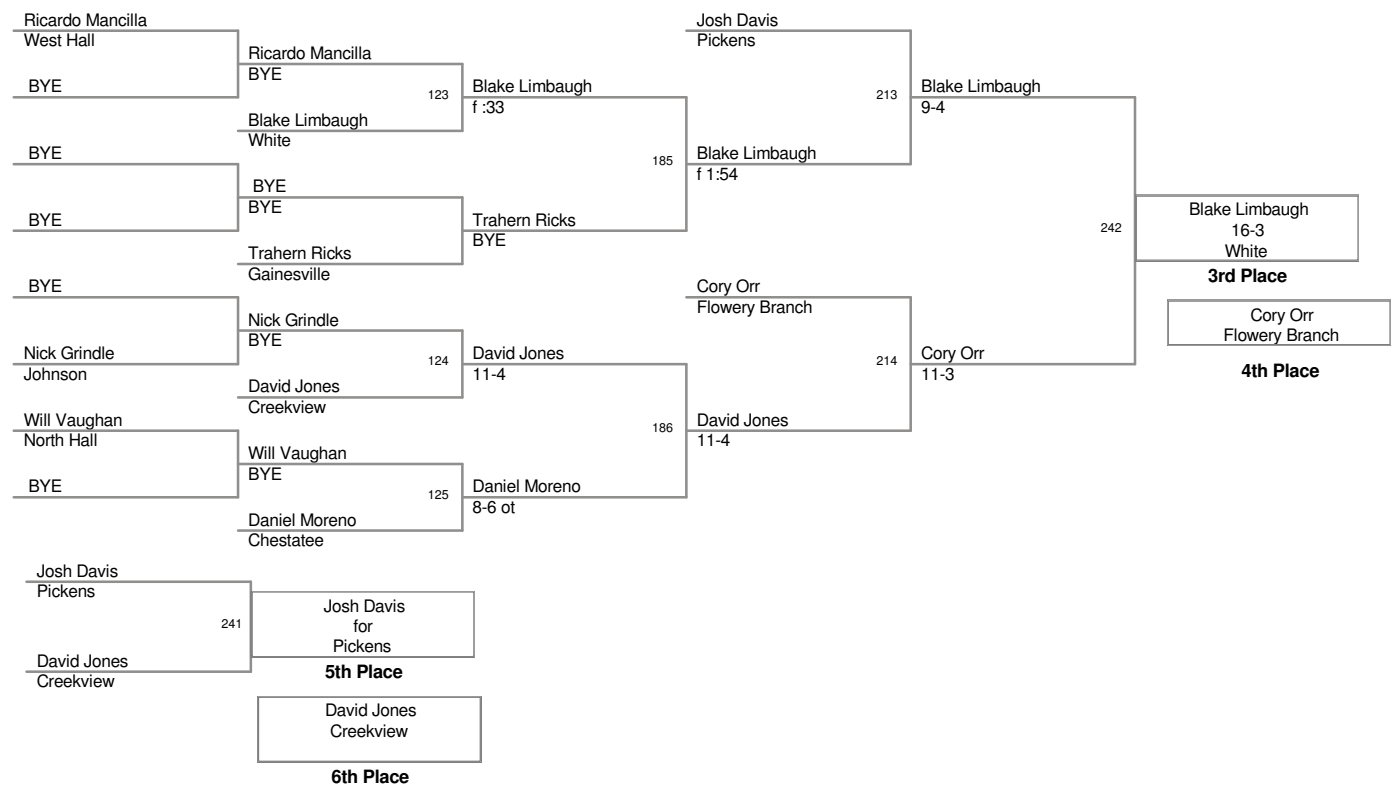 Ricardo Mancilla
West Hall
BYE
BYE
BYE
BYE
Nick Grindle
Johnson
Will Vaughan
North Hall
BYE
Ricardo Mancilla
BYE
123
Blake Limbaugh
White
BYE
BYE
Trahern Ricks
Gainesville
Nick Grindle
BYE
124
David Jones
Creekview
Will Vaughan
BYE
125
Daniel Moreno
Chestatee
Blake Limbaugh
f :33
185
Trahern Ricks
BYE
David Jones
11-4
186
Daniel Moreno
8-6 ot
Josh Davis
Pickens
213
Blake Limbaugh
f 1:54
Cory Orr
Flowery Branch
214
David Jones
11-4
Blake Limbaugh
9-4
242
Cory Orr
11-3
Blake Limbaugh
16-3
White
3rd Place
Cory Orr
Flowery Branch
4th Place
Josh Davis
Pickens
241
David Jones
Creekview
Josh Davis
for
Pickens
5th Place
David Jones
Creekview
6th Place